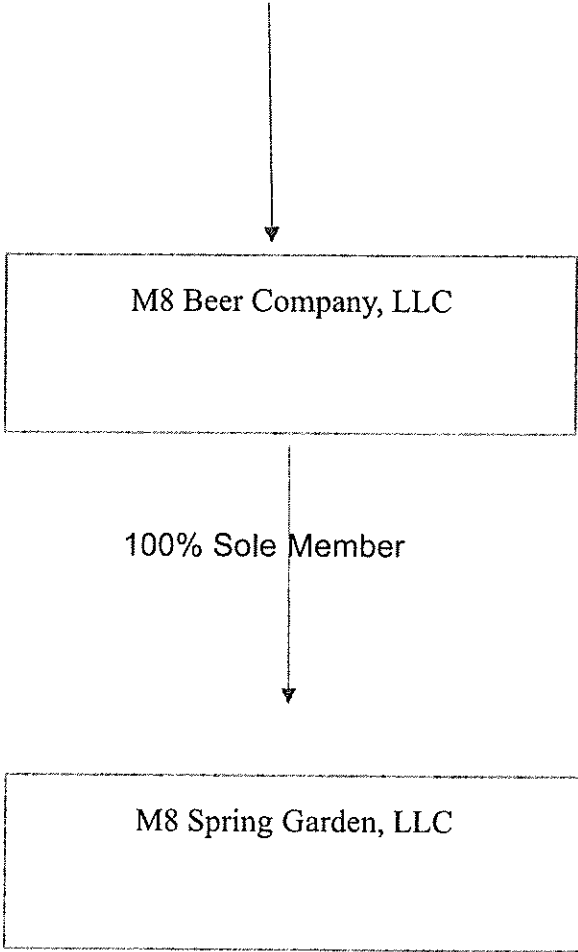 M8 Beer Company, LLC
100% Sole Member
M8 Spring Garden, LLC